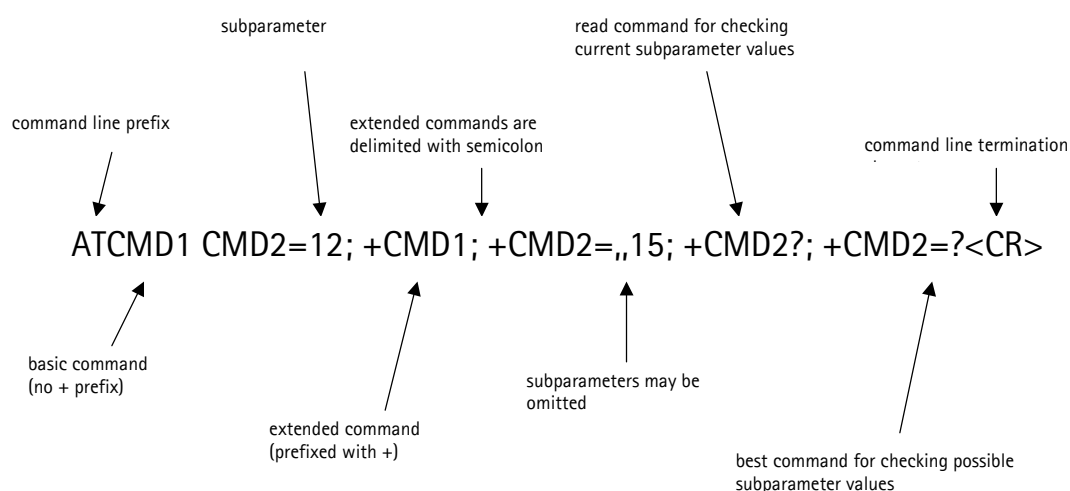 subparameter
read command for checking
current subparameter values
command line prefix
extended commands are
delimited with semicolon
command line termination
ATCMD1 CMD2=12; +CMD1; +CMD2=,,15; +CMD2?; +CMD2=?<CR>
basic command
(no + prefix)
subparameters may be
omitted
extended command
(prefixed with +)
best command for checking possible
subparameter values